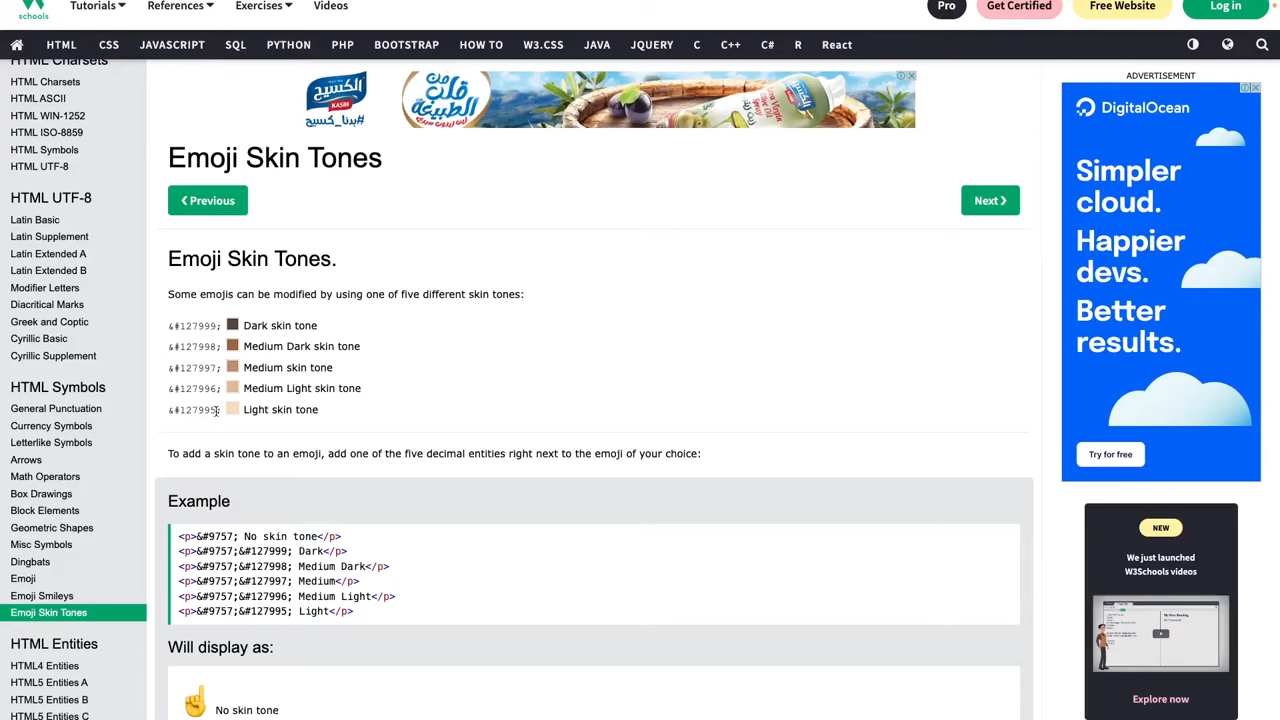 schools
Tutorials
References
Exercises
Videos
Pro
Get Certified
Free Website
Log in
HTML
CSS
JAVASCRIPT
SQL
PYTHON
PHP
BOOTSTRAP
HOW TO
W3.CSS
JAVA
JQUERY
C
C++
C#
R
React
HTML Charsets
HTML Charsets
HTML ASCII
HTML WIN-1252
HTML ISO-8859
HTML Symbols
HTML UTF-8
HTML UTF-8
Latin Basic
Latin Supplement
Latin Extended A
Latin Extended B
Modifier Letters
Diacritical Marks
Greek and Coptic
Cyrillic Basic
Cyrillic Supplement
HTML Symbols
General Punctuation
Currency Symbols
Letterlike Symbols
Arrows
Math Operators
Box Drawings
Block Elements
Geometric Shapes
Misc Symbols
Dingbats
Emoji
Emoji Smileys
Emoji Skin Tones
HTML Entities
HTML4 Entities
HTML5 Entities A
HTML5 Entities B
HTML5 Entities C
الكسيح
KASIH
#بدنا_كسيح
من
قلب
الطبيعة
Emoji Skin Tones
❮ Previous
Next ❯
Emoji Skin Tones.
Some emojis can be modified by using one of five different skin tones:
&#127999; Dark skin tone
&#127998; Medium Dark skin tone
&#127997; Medium skin tone
&#127996; Medium Light skin tone
&#127995; Light skin tone
To add a skin tone to an emoji, add one of the five decimal entities right next to the emoji of your choice:
Example
<p>&#9757; No skin tone</p>
<p>&#9757;&#127999; Dark</p>
<p>&#9757;&#127998; Medium Dark</p>
<p>&#9757;&#127997; Medium</p>
<p>&#9757;&#127996; Medium Light</p>
<p>&#9757;&#127995; Light</p>
Will display as:
No skin tone
ADVERTISEMENT
DigitalOcean
Simpler
cloud.
Happier
devs.
Better
results.
Try for free
NEW
We just launched
W3Schools videos
Explore now